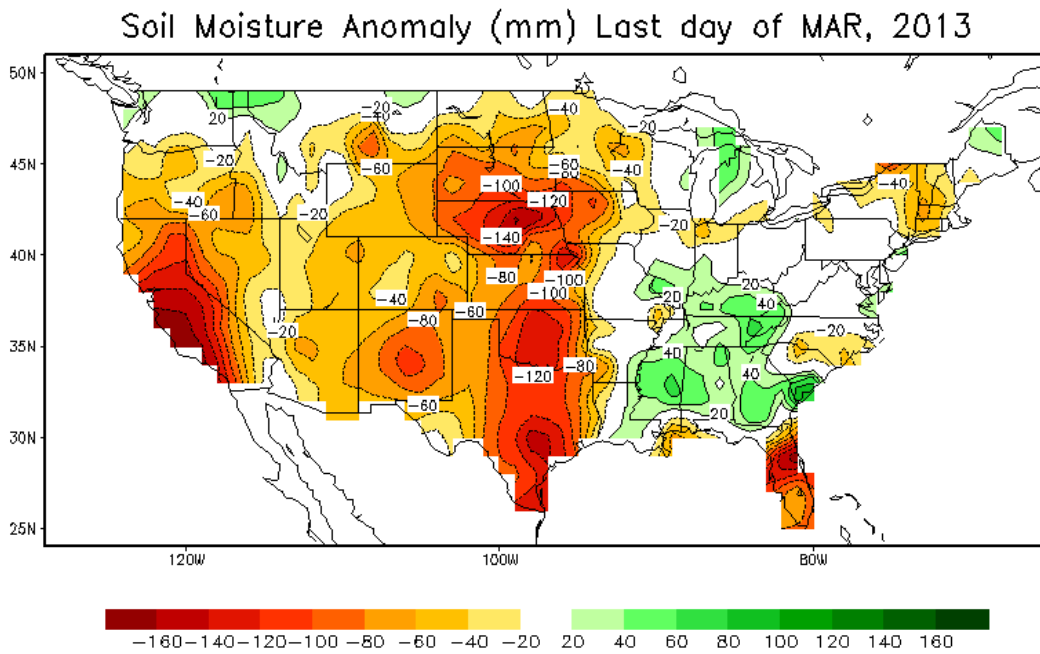 Soil Moisture Anomaly (mm) Last day of MAR, 2013
50N
-20 -40
20 -40 -20
45N -20 -60 -60 -40
-80
-100 -40
-40 -120
-60 -20 -20
-140
40N
-80 -100 20
-40 -100 20 40
-60
-80 -20 -20
35N 40
-80 40
-120
-60 20
30N
25N
120W 100W 80W
-160 -140 -120 -100 -80 -60 -40 -20 20 40 60 80 100 120 140 160